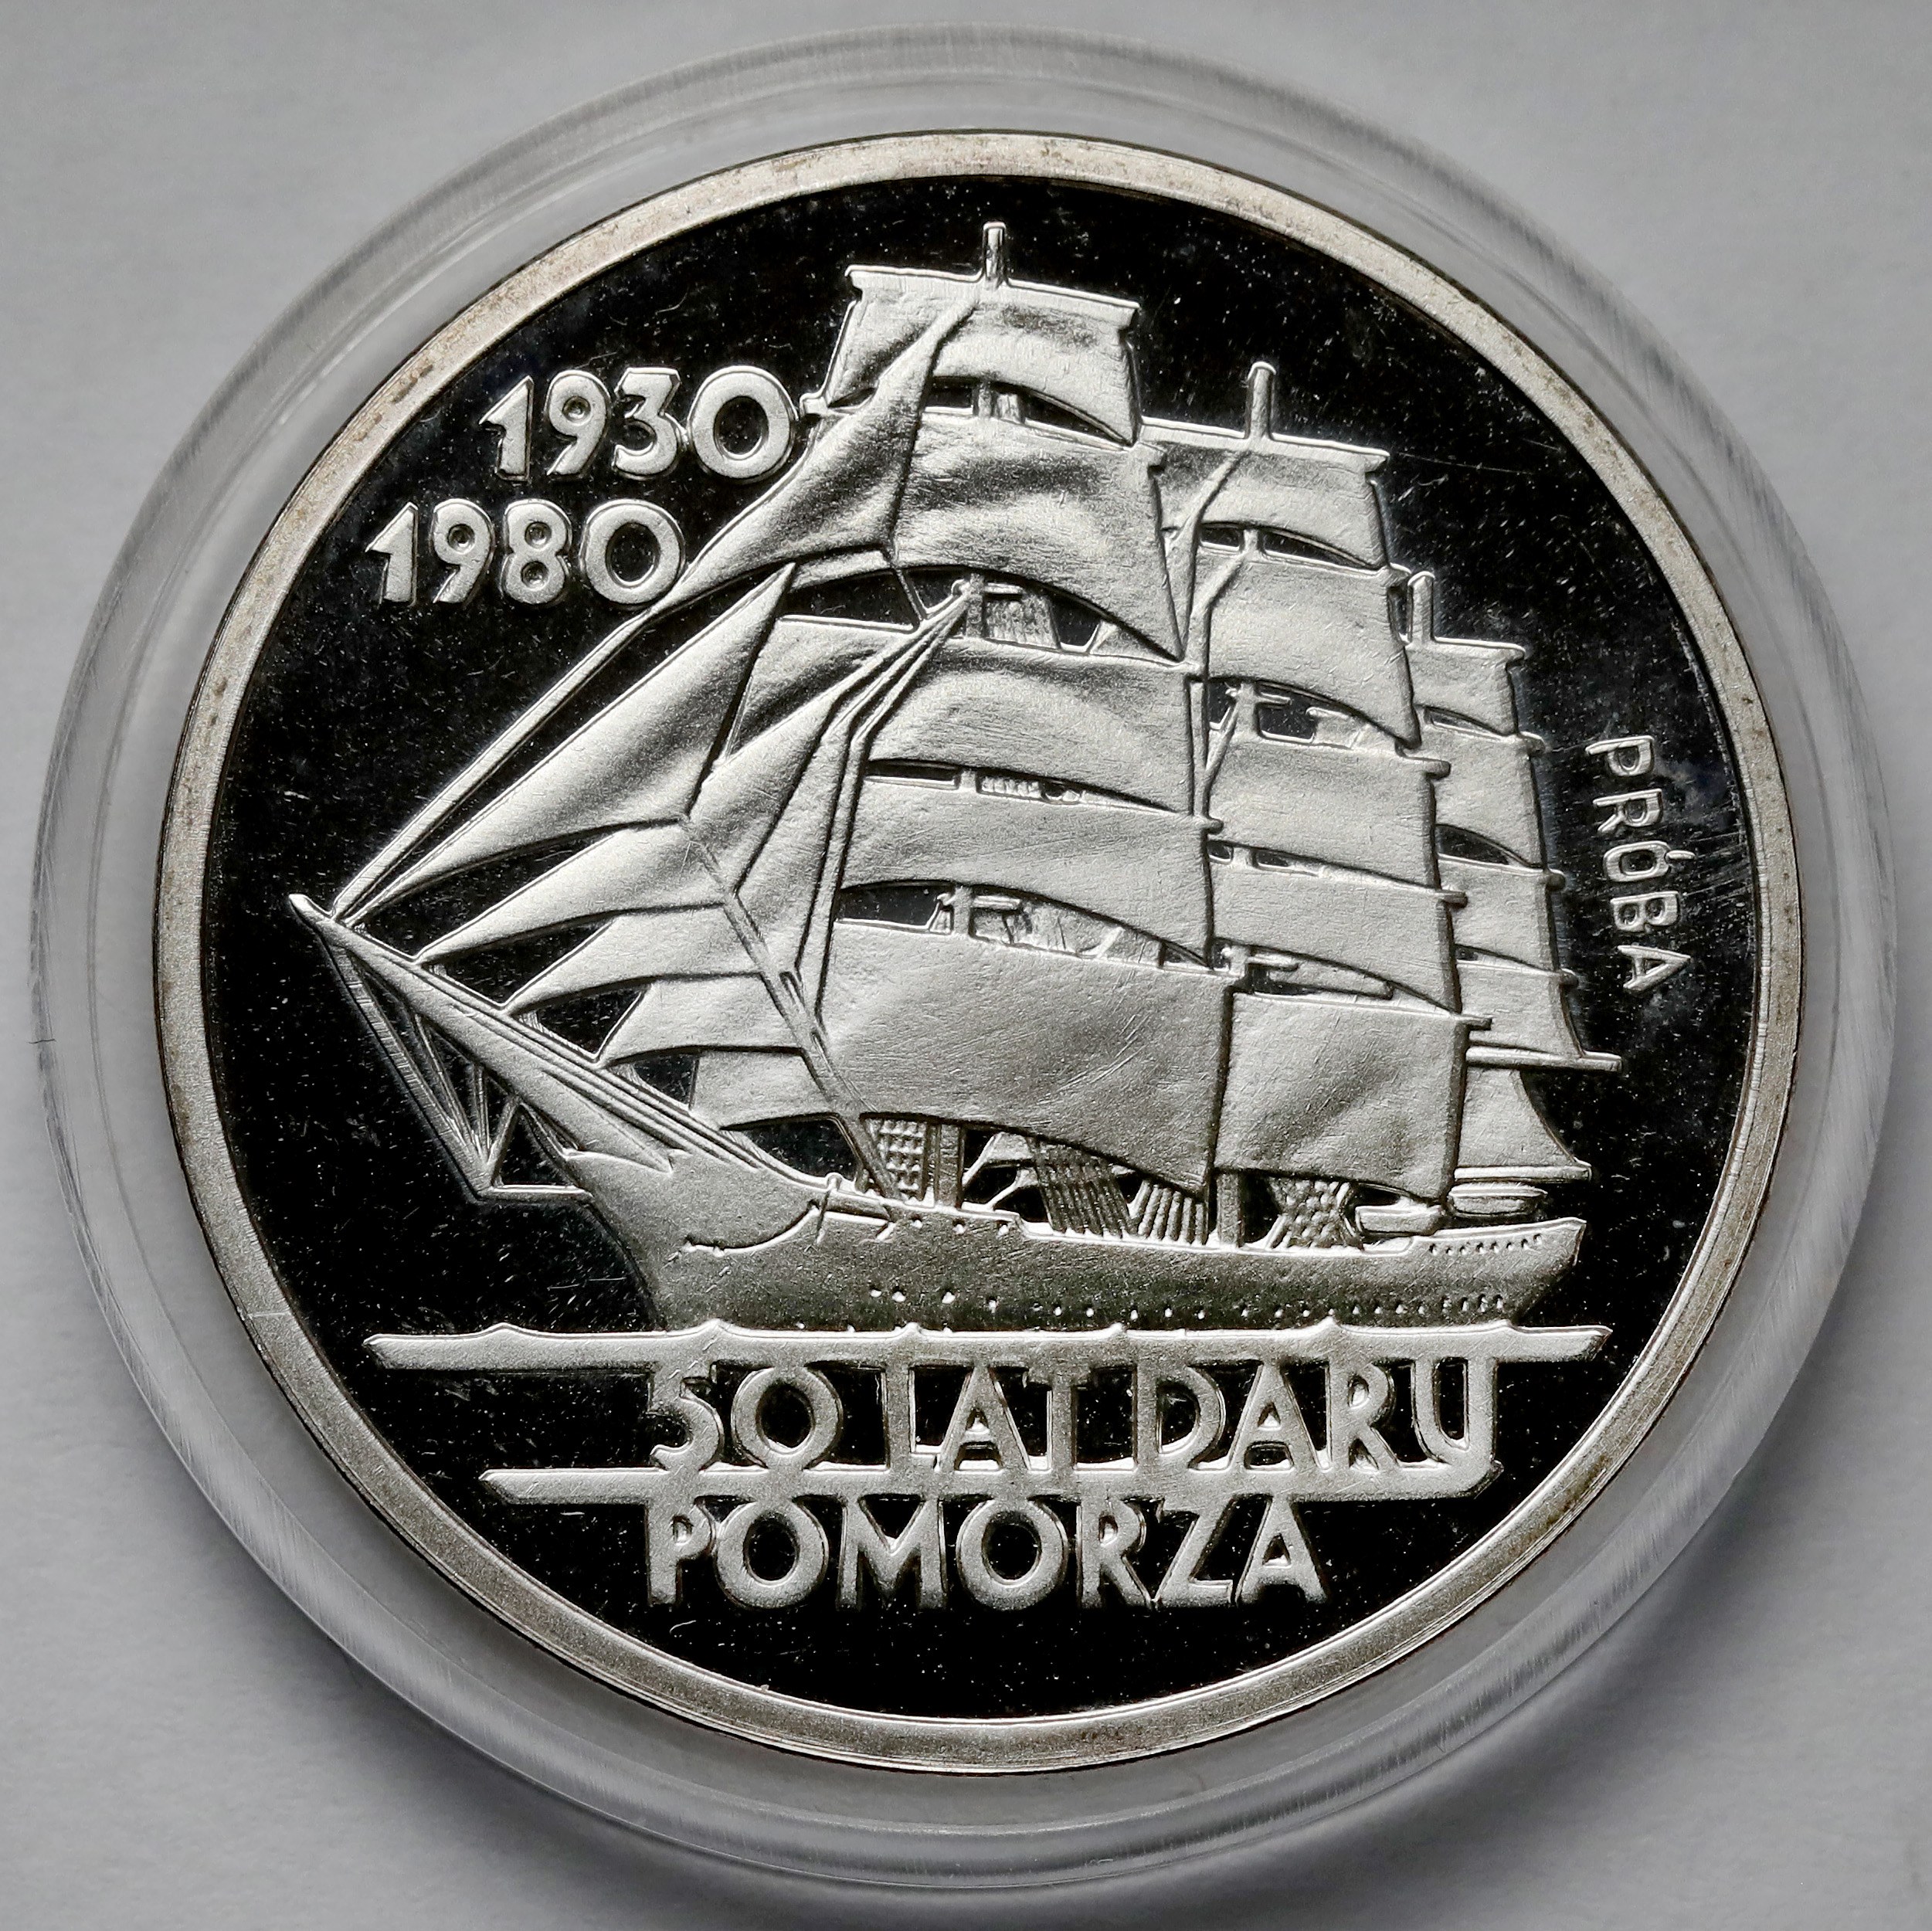 1930
1980
PRÓBA
50 LAT DARU
POMORZA